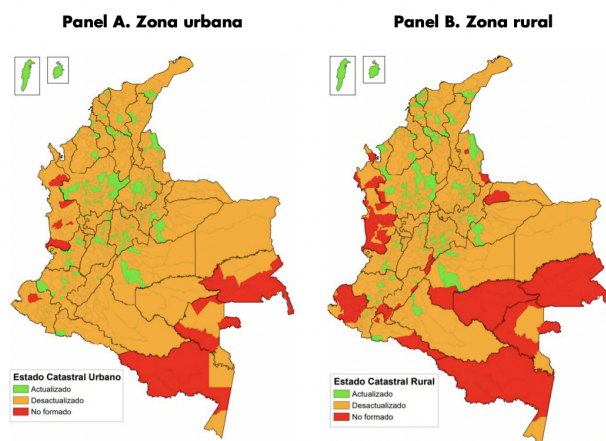 Panel A. Zona urbana
Panel B. Zona rural
Estado Catastral Urbano
Actualizado
Desactualizado
No formado
Estado Catastral Rural
Actualizado
Desactualizado
No formado